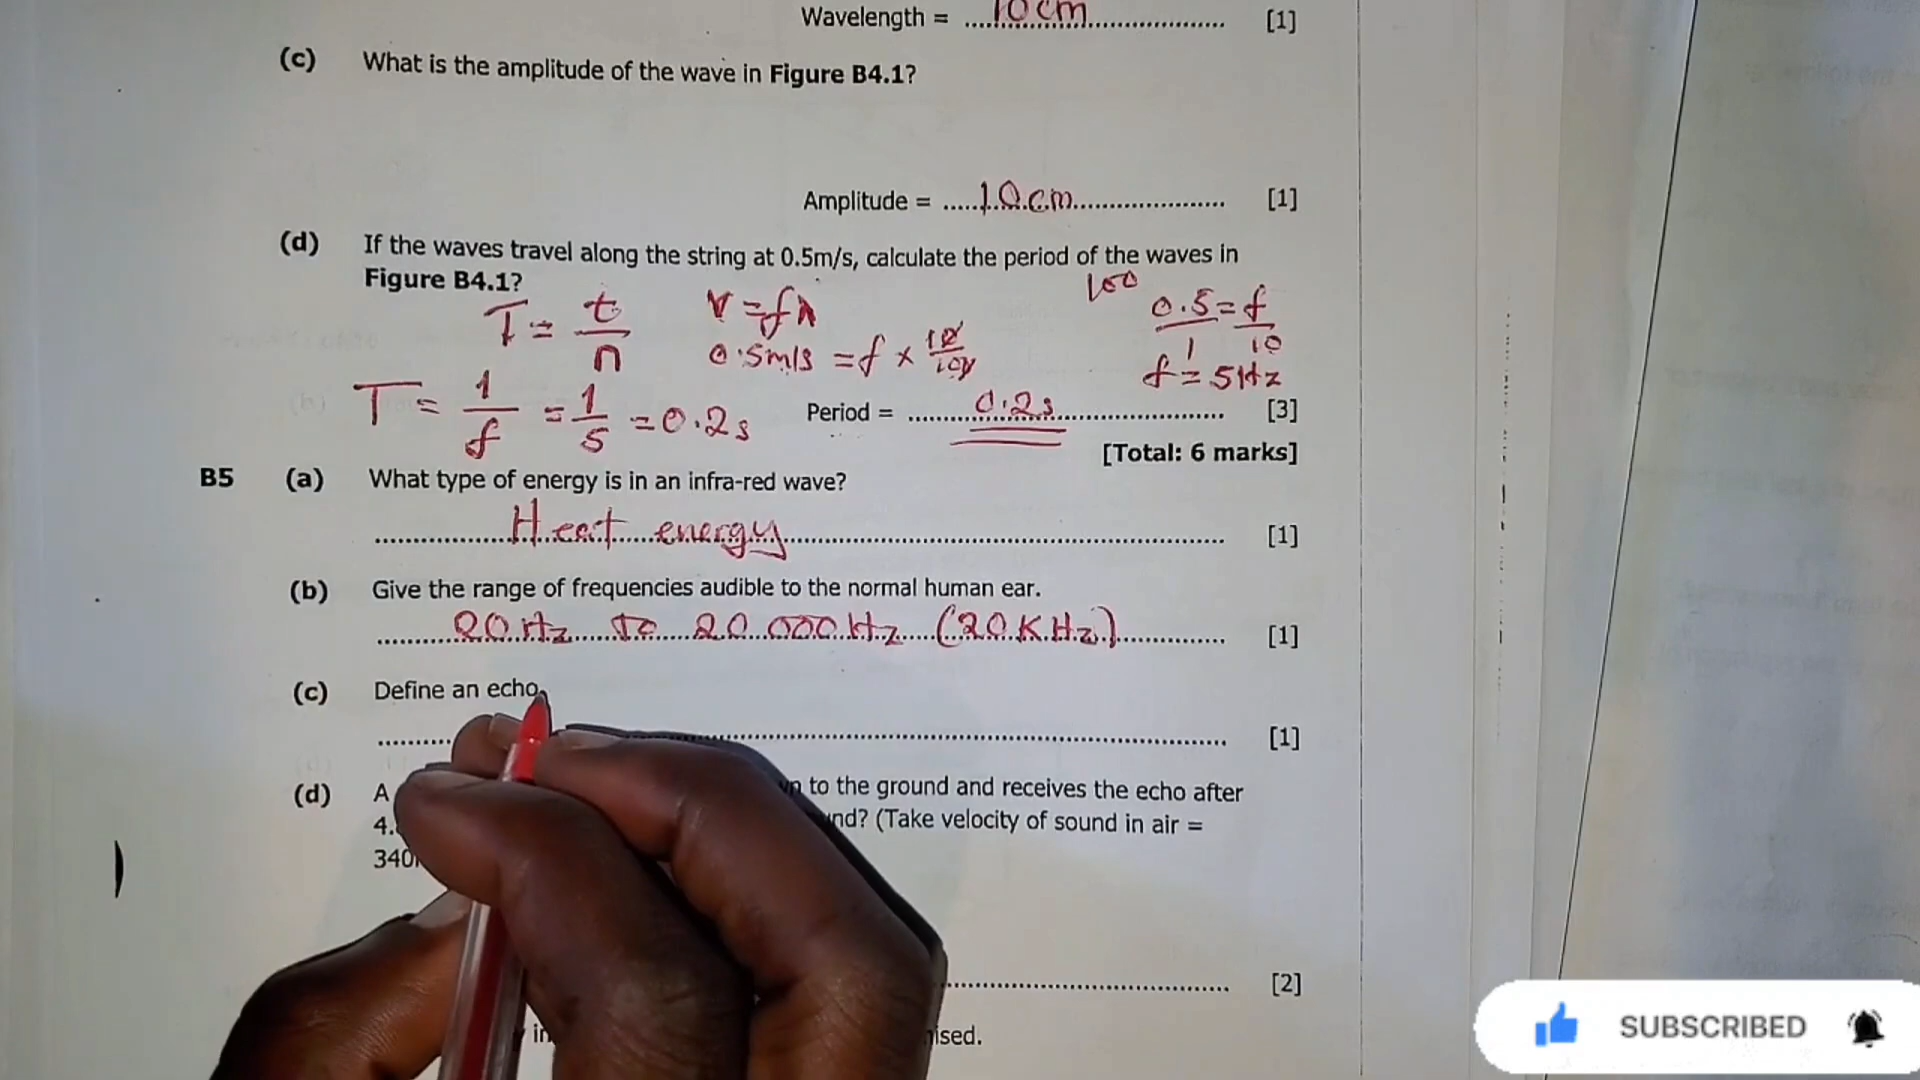 Wavelength = ....10cm.................... [1]
(c) What is the amplitude of the wave in Figure B4.1?
Amplitude = .....10cm.................... [1]
(d) If the waves travel along the string at 0.5m/s, calculate the period of the waves in
Figure B4.1?
100
T = t/n v = fλ 0.5/1 = f/10
0.5m/s = f × 10/100 f = 5Hz
T = 1/f = 1/5 = 0.2s Period = .......0.2s.................. [3]
[Total: 6 marks]
B5 (a) What type of energy is in an infra-red wave?
............Heat energy........................................ [1]
(b) Give the range of frequencies audible to the normal human ear.
........20Hz to 20 000Hz (20KHz)............ [1]
(c) Define an echo.
................................................................ [1]
(d) A to the ground and receives the echo after
4. (Take velocity of sound in air =
340
.............................. [2]
in
SUBSCRIBED